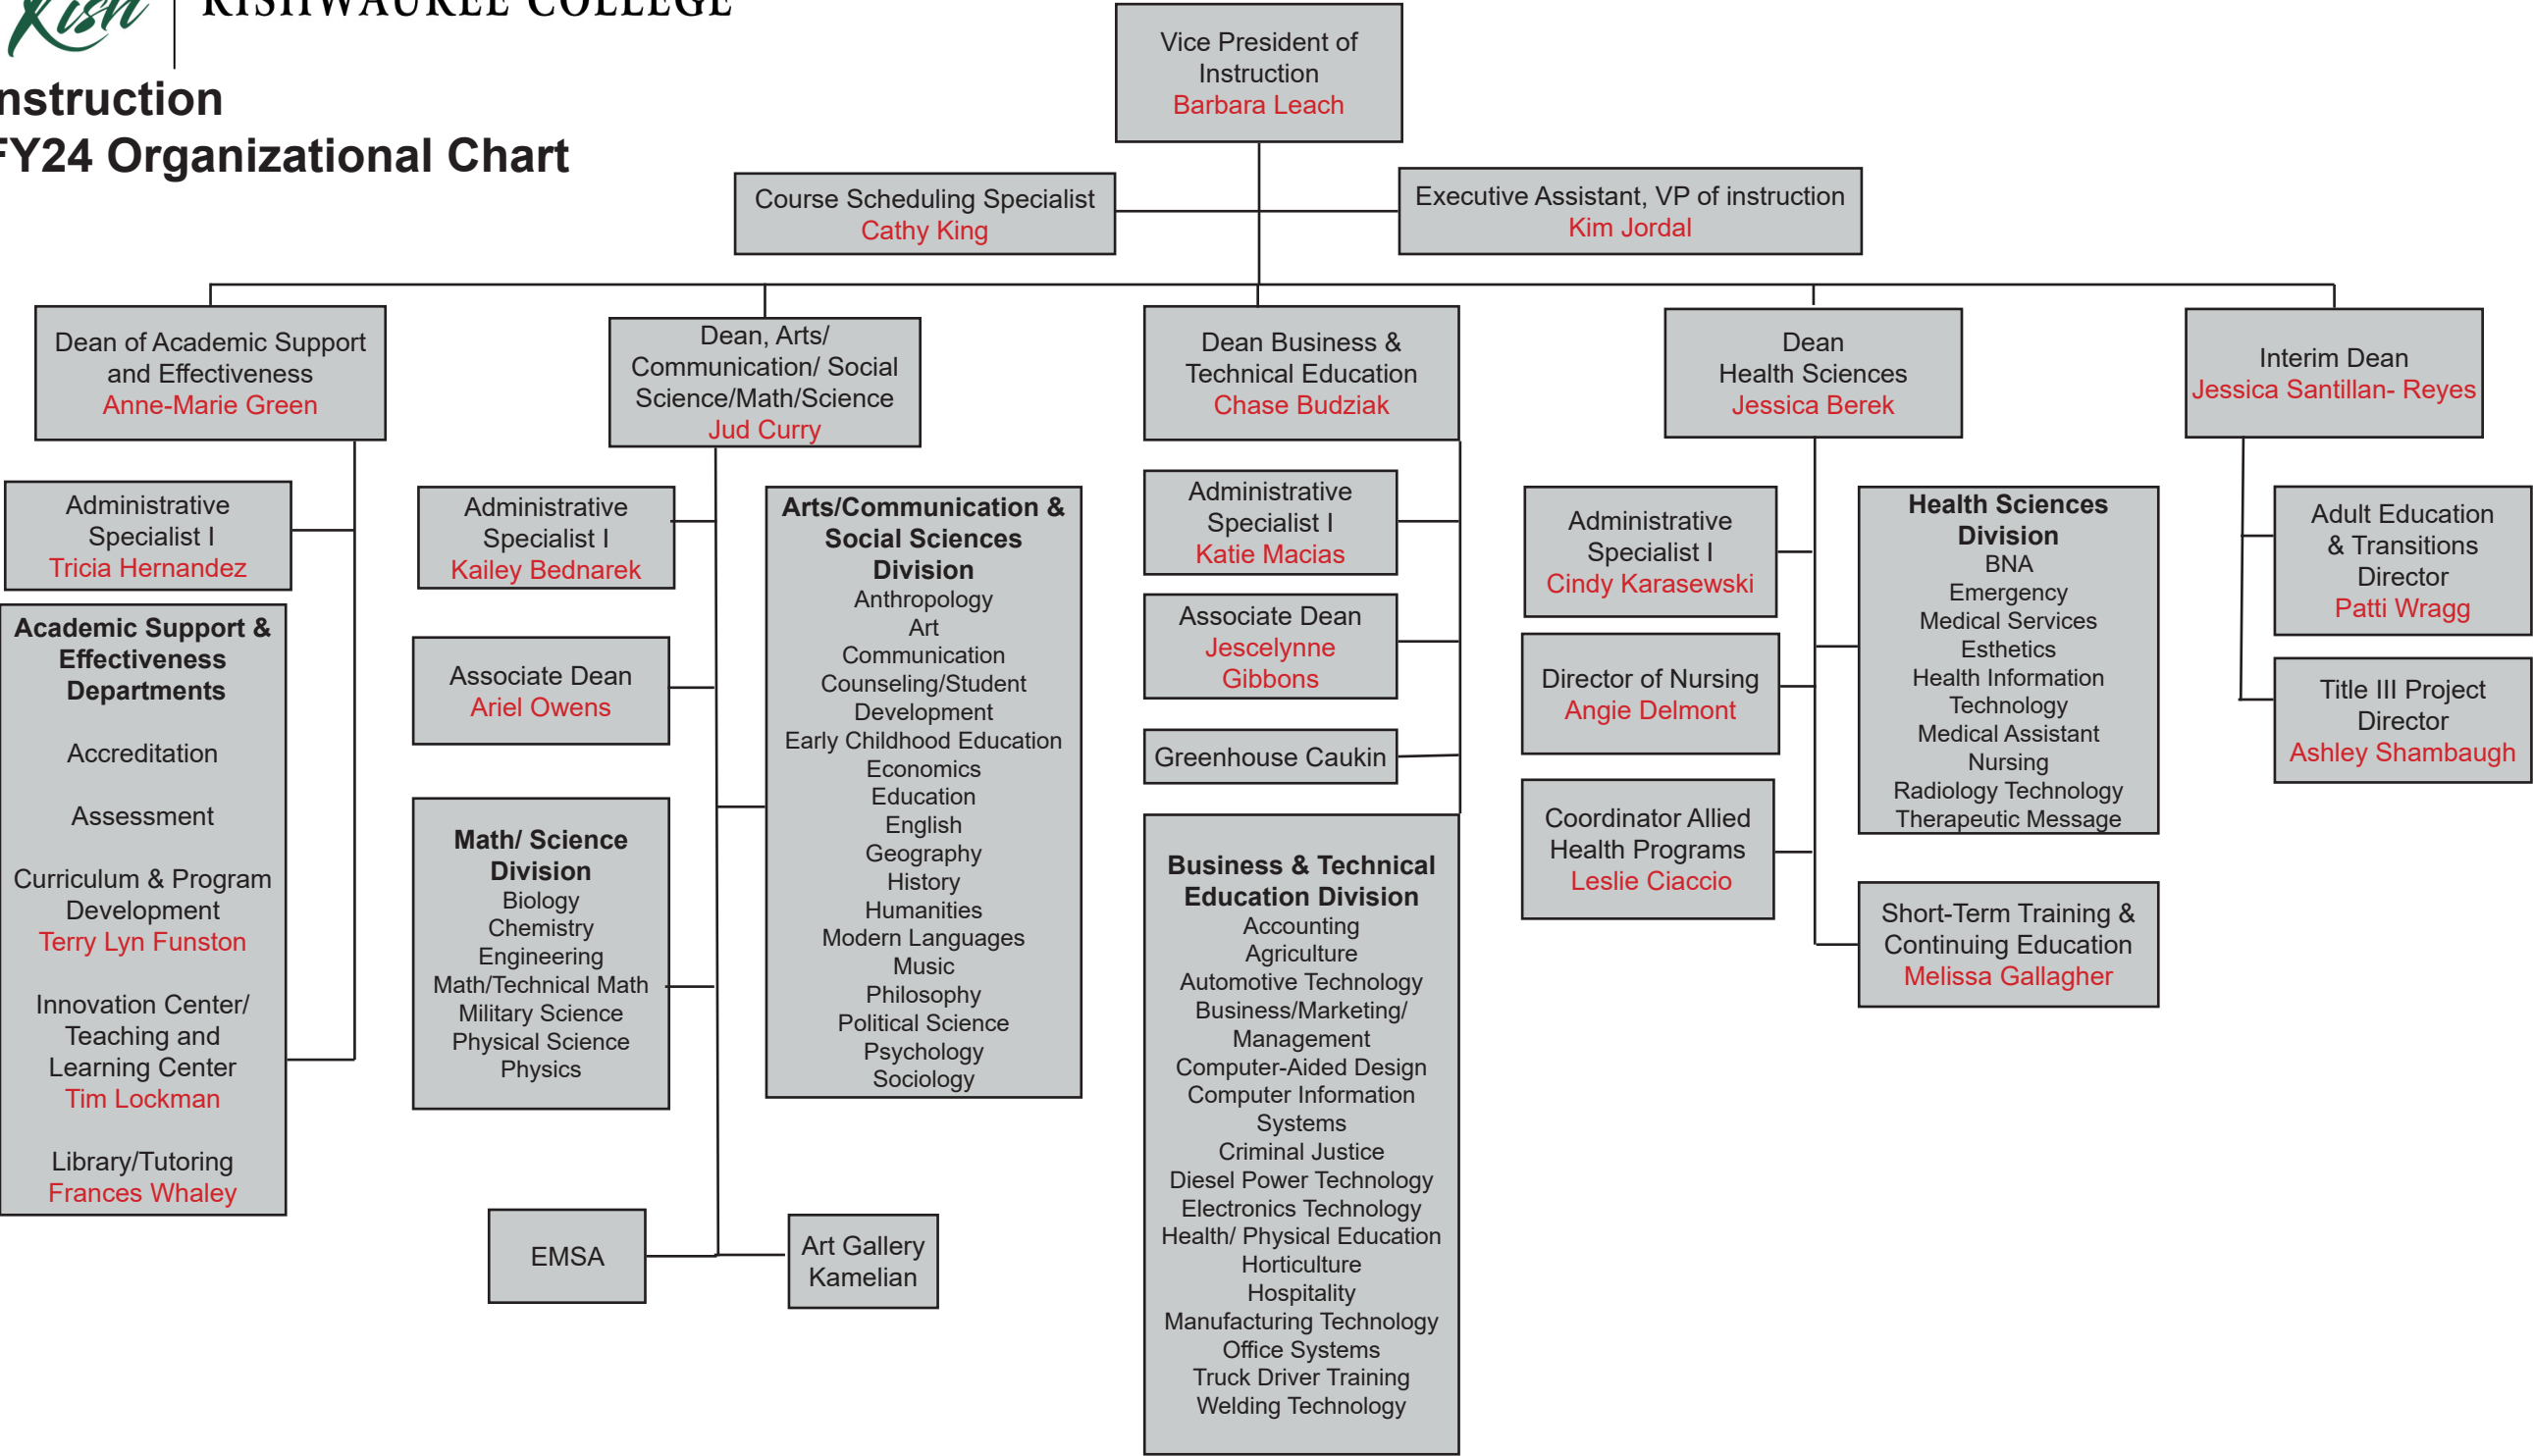 Kish
KISHWAUKEE COLLEGE
nstruction
FY24 Organizational Chart
Vice President of
Instruction
Barbara Leach
Course Scheduling Specialist
Cathy King
Executive Assistant, VP of instruction
Kim Jordal
Dean of Academic Support
and Effectiveness
Anne-Marie Green
Administrative
Specialist I
Tricia Hernandez
Academic Support &
Effectiveness
Departments
Accreditation
Assessment
Curriculum & Program
Development
Terry Lyn Funston
Innovation Center/
Teaching and
Learning Center
Tim Lockman
Library/Tutoring
Frances Whaley
Dean, Arts/
Communication/ Social
Science/Math/Science
Jud Curry
Administrative
Specialist I
Kailey Bednarek
Associate Dean
Ariel Owens
Math/ Science
Division
Biology
Chemistry
Engineering
Math/Technical Math
Military Science
Physical Science
Physics
Arts/Communication &
Social Sciences
Division
Anthropology
Art
Communication
Counseling/Student
Development
Early Childhood Education
Economics
Education
English
Geography
History
Humanities
Modern Languages
Music
Philosophy
Political Science
Psychology
Sociology
EMSA
Art Gallery
Kamelian
Dean Business &
Technical Education
Chase Budziak
Administrative
Specialist I
Katie Macias
Associate Dean
Jescelynne
Gibbons
Greenhouse Caukin
Business & Technical
Education Division
Accounting
Agriculture
Automotive Technology
Business/Marketing/
Management
Computer-Aided Design
Computer Information
Systems
Criminal Justice
Diesel Power Technology
Electronics Technology
Health/ Physical Education
Horticulture
Hospitality
Manufacturing Technology
Office Systems
Truck Driver Training
Welding Technology
Dean
Health Sciences
Jessica Berek
Administrative
Specialist I
Cindy Karasewski
Director of Nursing
Angie Delmont
Coordinator Allied
Health Programs
Leslie Ciaccio
Health Sciences
Division
BNA
Emergency
Medical Services
Esthetics
Health Information
Technology
Medical Assistant
Nursing
Radiology Technology
Therapeutic Message
Short-Term Training &
Continuing Education
Melissa Gallagher
Interim Dean
Jessica Santillan- Reyes
Adult Education
& Transitions
Director
Patti Wragg
Title III Project
Director
Ashley Shambaugh